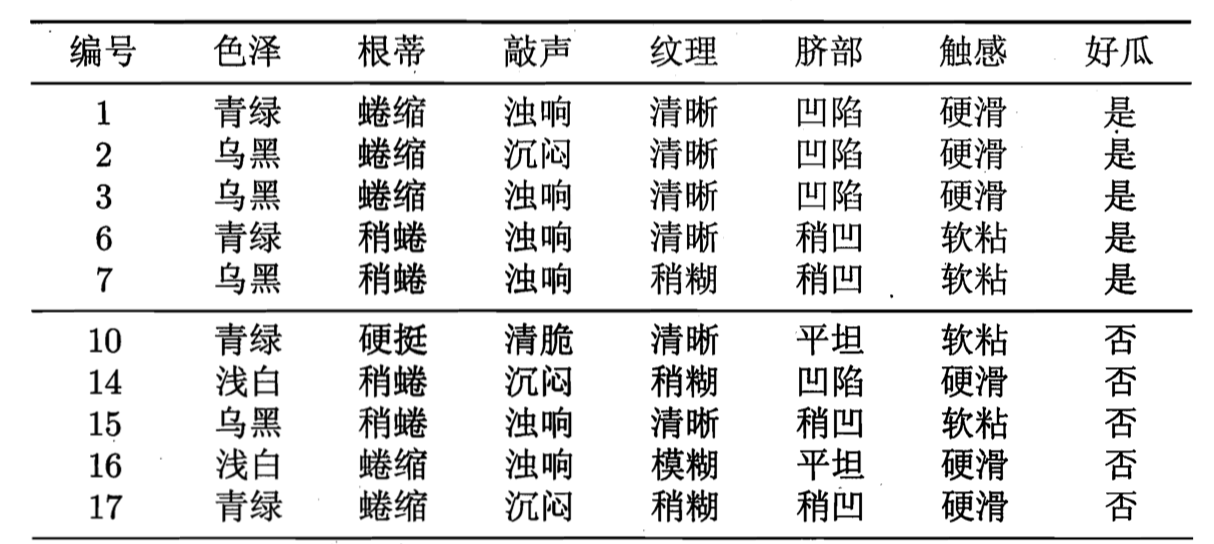 编号 色泽 根蒂 敲声 纹理 脐部 触感 好瓜
1 青绿 蜷缩 浊响 清晰 凹陷 硬滑 是
2 乌黑 蜷缩 沉闷 清晰 凹陷 硬滑 是
3 乌黑 蜷缩 浊响 清晰 凹陷 硬滑 是
6 青绿 稍蜷 浊响 清晰 稍凹 软粘 是
7 乌黑 稍蜷 浊响 稍糊 稍凹 软粘 是
10 青绿 硬挺 清脆 清晰 平坦 软粘 否
14 浅白 稍蜷 沉闷 稍糊 凹陷 硬滑 否
15 乌黑 稍蜷 浊响 清晰 稍凹 软粘 否
16 浅白 蜷缩 浊响 模糊 平坦 硬滑 否
17 青绿 蜷缩 沉闷 稍糊 稍凹 硬滑 否